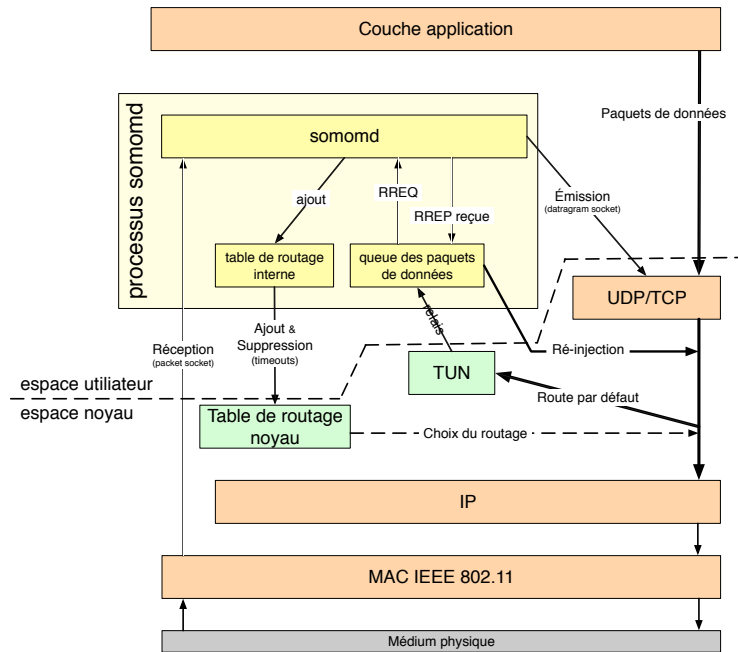 Couche application
Paquets de données
processus somomd
somomd
ajout
RREQ
RREP reçue
Émission
(datragram socket)
table de routage
interne
queue des paquets
de données
UDP/TCP
relais
Ajout &
Suppression
(timeouts)
Réception
(packet socket)
Ré-injection
TUN
espace utiliateur
espace noyau
Route par défaut
Table de routage
noyau
Choix du routage
IP
MAC IEEE 802.11
Médium physique